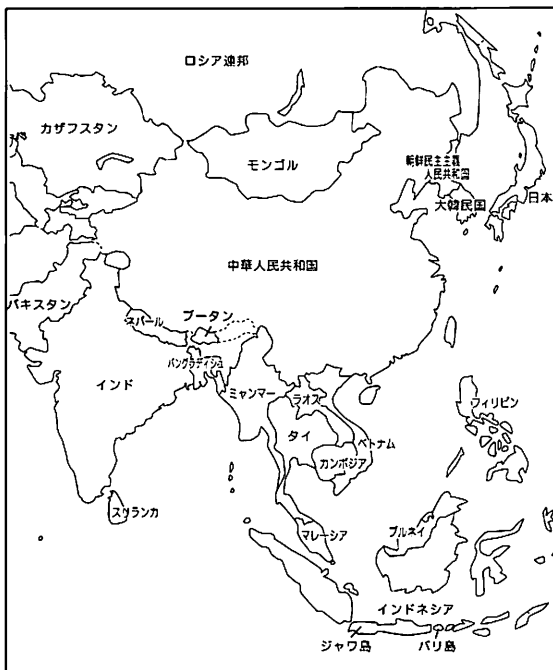 ロシア連邦
カザフスタン
モンゴル
朝鮮民主主義
人民共和国
大韓民国
日本
中華人民共和国
パキスタン
ネパール
ブータン
バングラディシュ
インド
ミャンマー
ラオス
タイ
ベトナム
カンボジア
フィリピン
スリランカ
マレーシア
ブルネイ
インドネシア
ジャワ島
バリ島